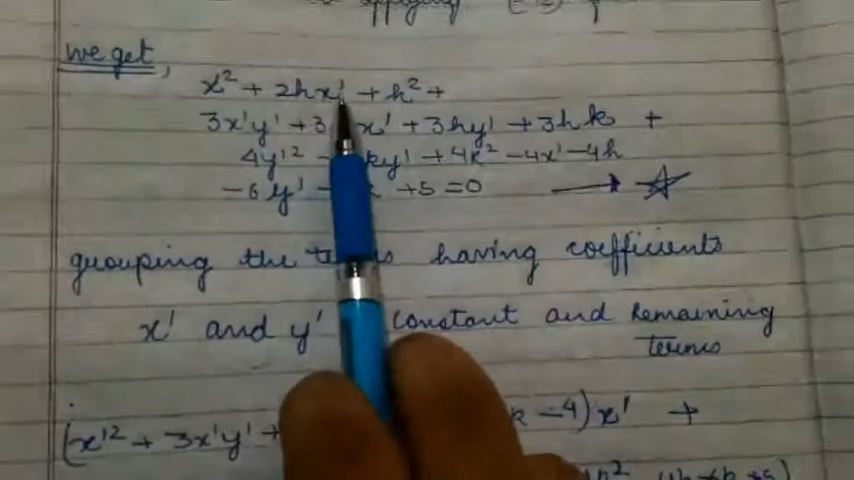 applying
we get,
x² + 2hx' + h² +
3x'y' + 3 x' + 3hy' + 3hk +
4y'² ky' + 4k² - 4x' - 4h
- 6y' - +5 = 0 → ☆
grouping the having coefficients
x' and y' constant and Remaining
terms
(x'² + 3x'y' + k - 4)x' +